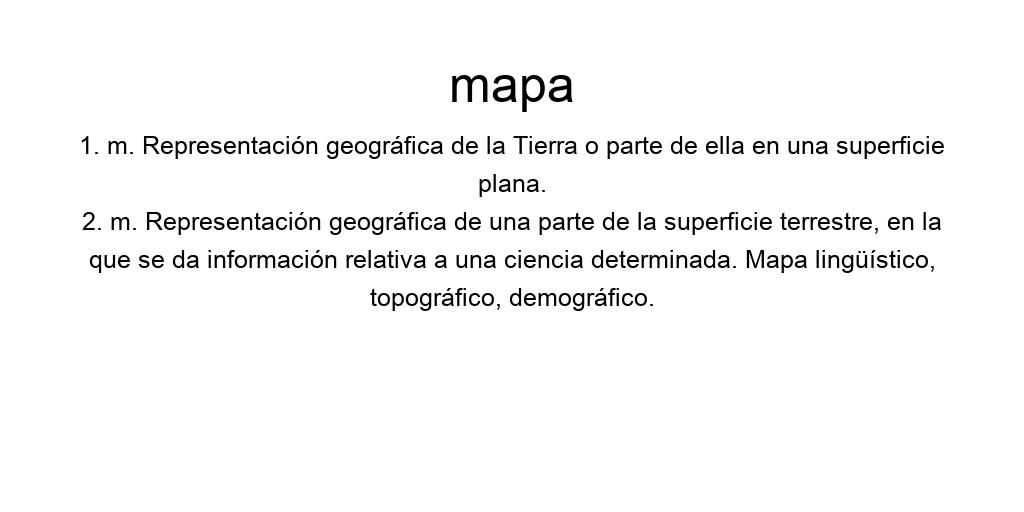 mapa
1. m. Representación geográfica de la Tierra o parte de ella en una superficie
plana.
2. m. Representación geográfica de una parte de la superficie terrestre, en la
que se da información relativa a una ciencia determinada. Mapa lingüístico,
topográfico, demográfico.